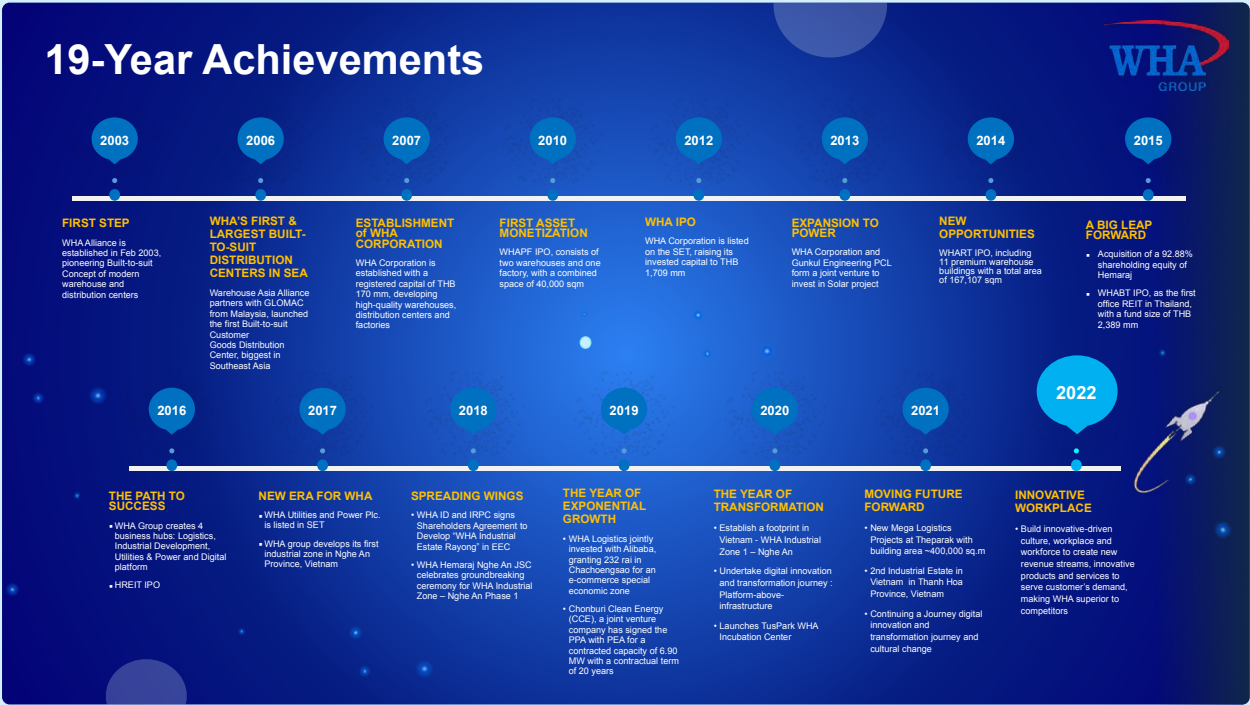 19-Year Achievements
WHA
GROUP
2003
2006
2007
2010
2012
2013
2014
2015
FIRST STEP
WHA Alliance is
established in Feb 2003,
pioneering Built-to-suit
Concept of modern
warehouse and
distribution centers
WHA'S FIRST &
LARGEST BUILT-
TO-SUIT
DISTRIBUTION
CENTERS IN SEA
Warehouse Asia Alliance
partners with GLOMAC
from Malaysia, launched
the first Built-to-suit
Customer
Goods Distribution
Center, biggest in
Southeast Asia
ESTABLISHMENT
of WHA
CORPORATION
WHA Corporation is
established with a
registered capital of THB
170 mm, developing
high-quality warehouses,
distribution centers and
factories
FIRST ASSET
MONETIZATION
WHAPF IPO, consists of
two warehouses and one
factory, with a combined
space of 40,000 sqm
WHA IPO
WHA Corporation is listed
on the SET, raising its
invested capital to THB
1,709 mm
EXPANSION TO
POWER
WHA Corporation and
Gunkul Engineering PCL
form a joint venture to
invest in Solar project
NEW
OPPORTUNITIES
WHART IPO, including
11 premium warehouse
buildings with a total area
of 167,107 sqm
A BIG LEAP
FORWARD
▪ Acquisition of a 92.88%
shareholding equity of
Hemaraj
▪ WHABT IPO, as the first
office REIT in Thailand,
with a fund size of THB
2,389 mm
2016
2017
2018
2019
2020
2021
2022
THE PATH TO
SUCCESS
▪ WHA Group creates 4
business hubs: Logistics,
Industrial Development,
Utilities & Power and Digital
platform
▪ HREIT IPO
NEW ERA FOR WHA
▪ WHA Utilities and Power Plc.
is listed in SET
▪ WHA group develops its first
industrial zone in Nghe An
Province, Vietnam
SPREADING WINGS
• WHA ID and IRPC signs
Shareholders Agreement to
Develop "WHA Industrial
Estate Rayong" in EEC
• WHA Hemaraj Nghe An JSC
celebrates groundbreaking
ceremony for WHA Industrial
Zone – Nghe An Phase 1
THE YEAR OF
EXPONENTIAL
GROWTH
• WHA Logistics jointly
invested with Alibaba,
granting 232 rai in
Chachoengsao for an
e-commerce special
economic zone
• Chonburi Clean Energy
(CCE), a joint venture
company has signed the
PPA with PEA for a
contracted capacity of 6.90
MW with a contractual term
of 20 years
THE YEAR OF
TRANSFORMATION
• Establish a footprint in
Vietnam - WHA Industrial
Zone 1 – Nghe An
• Undertake digital innovation
and transformation journey :
Platform-above-
infrastructure
• Launches TusPark WHA
Incubation Center
MOVING FUTURE
FORWARD
• New Mega Logistics
Projects at Theparak with
building area ~400,000 sq.m
• 2nd Industrial Estate in
Vietnam in Thanh Hoa
Province, Vietnam
• Continuing a Journey digital
innovation and
transformation journey and
cultural change
INNOVATIVE
WORKPLACE
• Build innovative-driven
culture, workplace and
workforce to create new
revenue streams, innovative
products and services to
serve customer's demand,
making WHA superior to
competitors